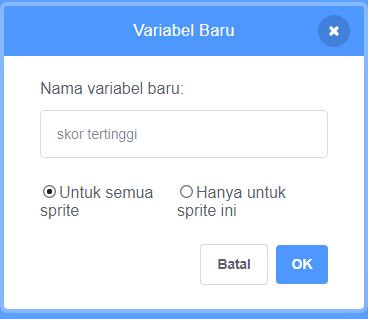 Variabel Baru
Nama variabel baru:
skor tertinggi
Untuk semua sprite
Hanya untuk sprite ini
Batal
OK